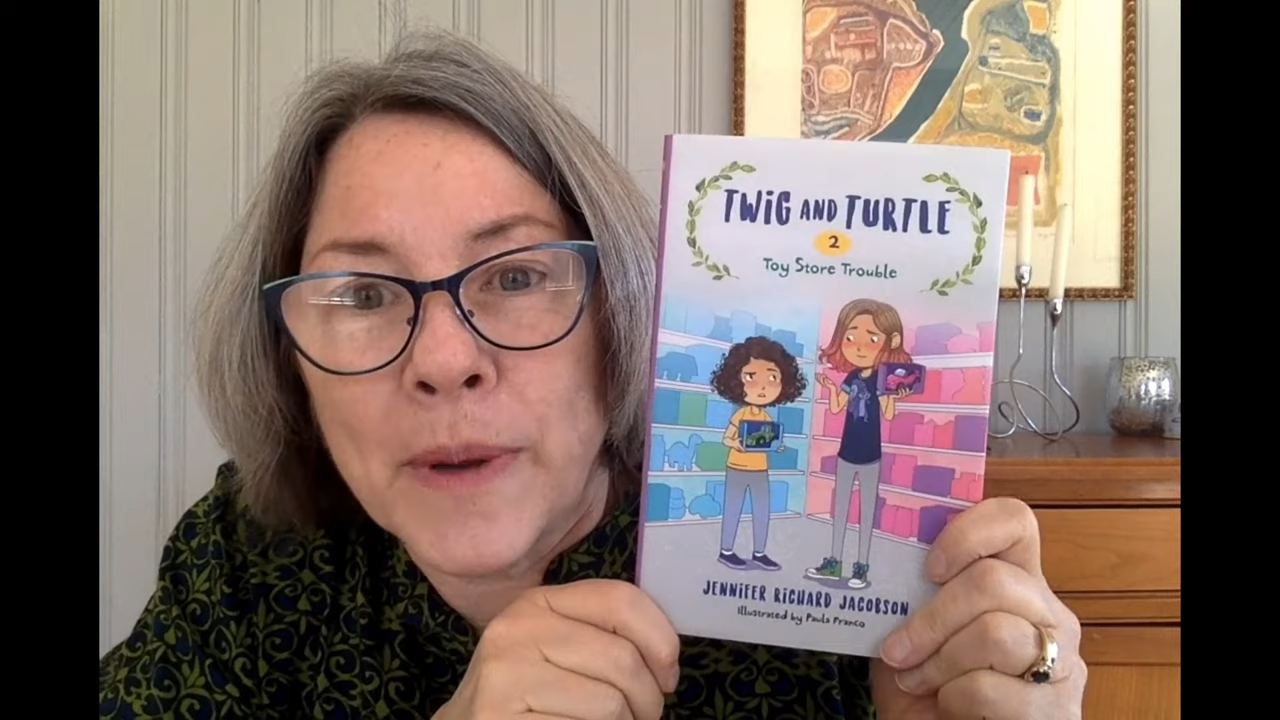 TWiG AND TURTLE
2
Toy Store Trouble
JENNiFER RiCHARD JACOBSON
Illustrated by Paula Franco